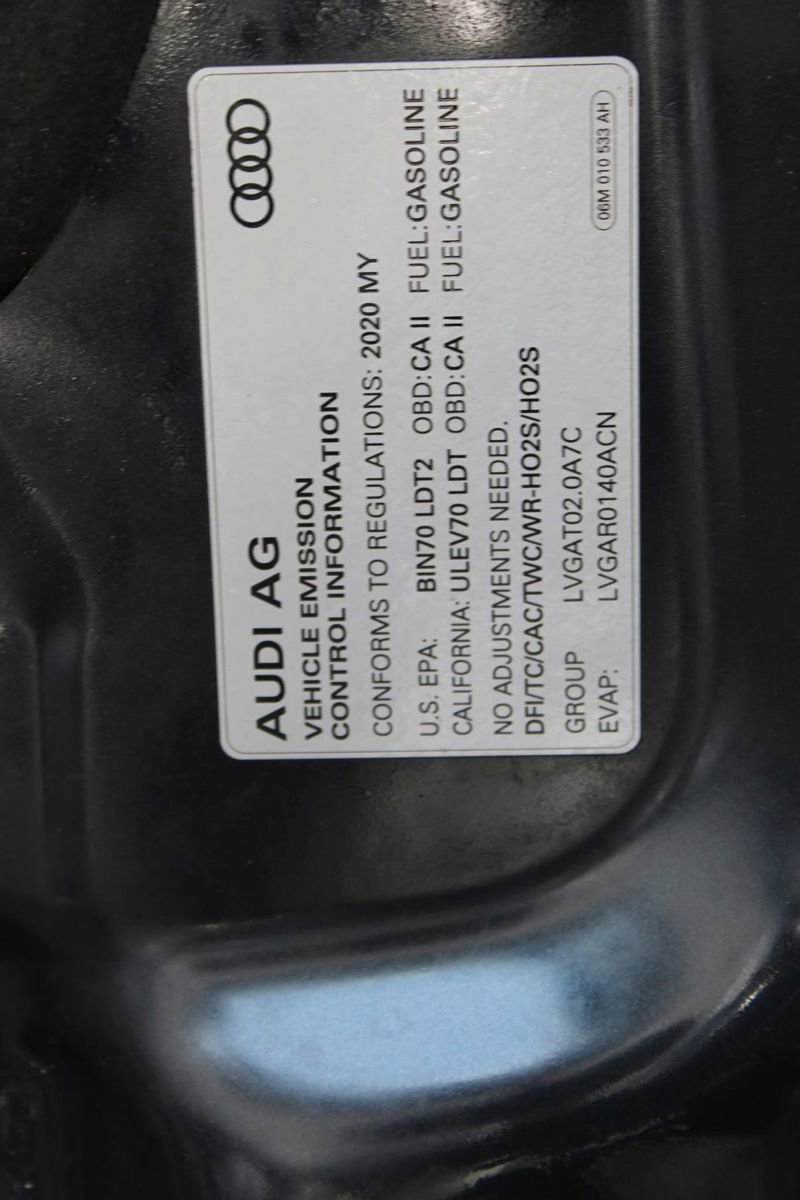 AUDI AG
VEHICLE EMISSION
CONTROL INFORMATION
CONFORMS TO REGULATIONS: 2020 MY
U.S. EPA: BIN70 LDT2 OBD: CA II FUEL: GASOLINE
CALIFORNIA: ULEV70 LDT OBD: CA II FUEL: GASOLINE
NO ADJUSTMENTS NEEDED.
DFI/TC/CAC/TWC/WR-HO2S/HO2S
GROUP LVGAT02.0A7C
EVAP: LVGAR0140ACN
06M 010 533 AH